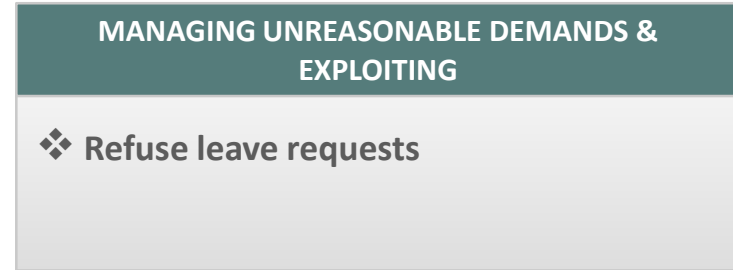 MANAGING UNREASONABLE DEMANDS &
EXPLOITING
❖ Refuse leave requests